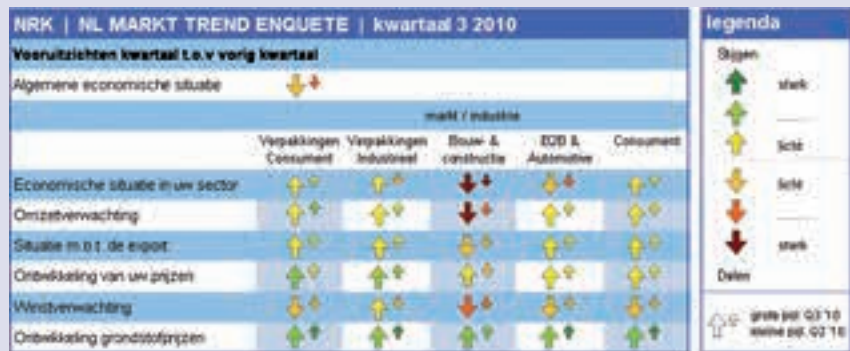 NRK | NL MARKT TREND ENQUETE | kwartaal 3 2010
Vooruitzichten kwartaal t.o.v vorig kwartaal
Algemene economische situatie
markt / industrie
Verpakkingen Consument
Verpakkingen Industrieel
Bouw- & constructie
B2B & Automotive
Consument
Economische situatie in uw sector
Omzetverwachting
Situatie m.b.t. de export
Ontwikkeling van uw prijzen
Winstverwachting
Ontwikkeling grondstofprijzen
legenda
Stijgen
sterk
licht
licht
sterk
Dalen
grote pijl: Q3 '10
kleine pijl: Q2 '10